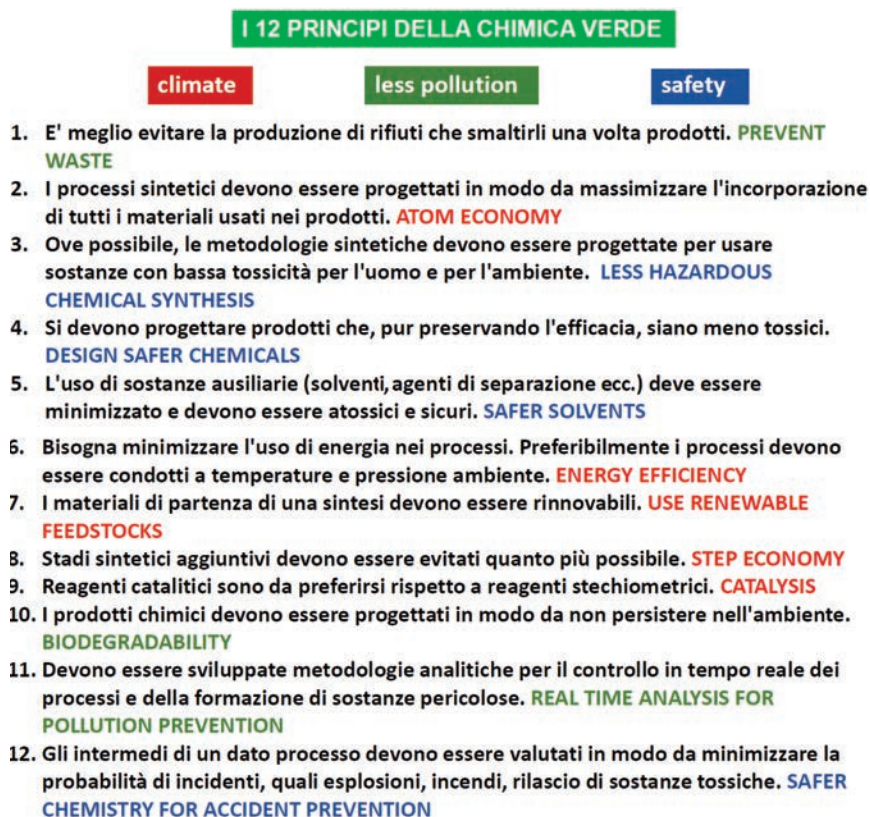 I 12 PRINCIPI DELLA CHIMICA VERDE
climate
less pollution
safety
1. E' meglio evitare la produzione di rifiuti che smaltirli una volta prodotti. PREVENT
WASTE
2. I processi sintetici devono essere progettati in modo da massimizzare l'incorporazione
di tutti i materiali usati nei prodotti. ATOM ECONOMY
3. Ove possibile, le metodologie sintetiche devono essere progettate per usare
sostanze con bassa tossicità per l'uomo e per l'ambiente. LESS HAZARDOUS
CHEMICAL SYNTHESIS
4. Si devono progettare prodotti che, pur preservando l'efficacia, siano meno tossici.
DESIGN SAFER CHEMICALS
5. L'uso di sostanze ausiliarie (solventi, agenti di separazione ecc.) deve essere
minimizzato e devono essere atossici e sicuri. SAFER SOLVENTS
6. Bisogna minimizzare l'uso di energia nei processi. Preferibilmente i processi devono
essere condotti a temperature e pressione ambiente. ENERGY EFFICIENCY
7. I materiali di partenza di una sintesi devono essere rinnovabili. USE RENEWABLE
FEEDSTOCKS
8. Stadi sintetici aggiuntivi devono essere evitati quanto più possibile. STEP ECONOMY
9. Reagenti catalitici sono da preferirsi rispetto a reagenti stechiometrici. CATALYSIS
10. I prodotti chimici devono essere progettati in modo da non persistere nell'ambiente.
BIODEGRADABILITY
11. Devono essere sviluppate metodologie analitiche per il controllo in tempo reale dei
processi e della formazione di sostanze pericolose. REAL TIME ANALYSIS FOR
POLLUTION PREVENTION
12. Gli intermedi di un dato processo devono essere valutati in modo da minimizzare la
probabilità di incidenti, quali esplosioni, incendi, rilascio di sostanze tossiche. SAFER
CHEMISTRY FOR ACCIDENT PREVENTION